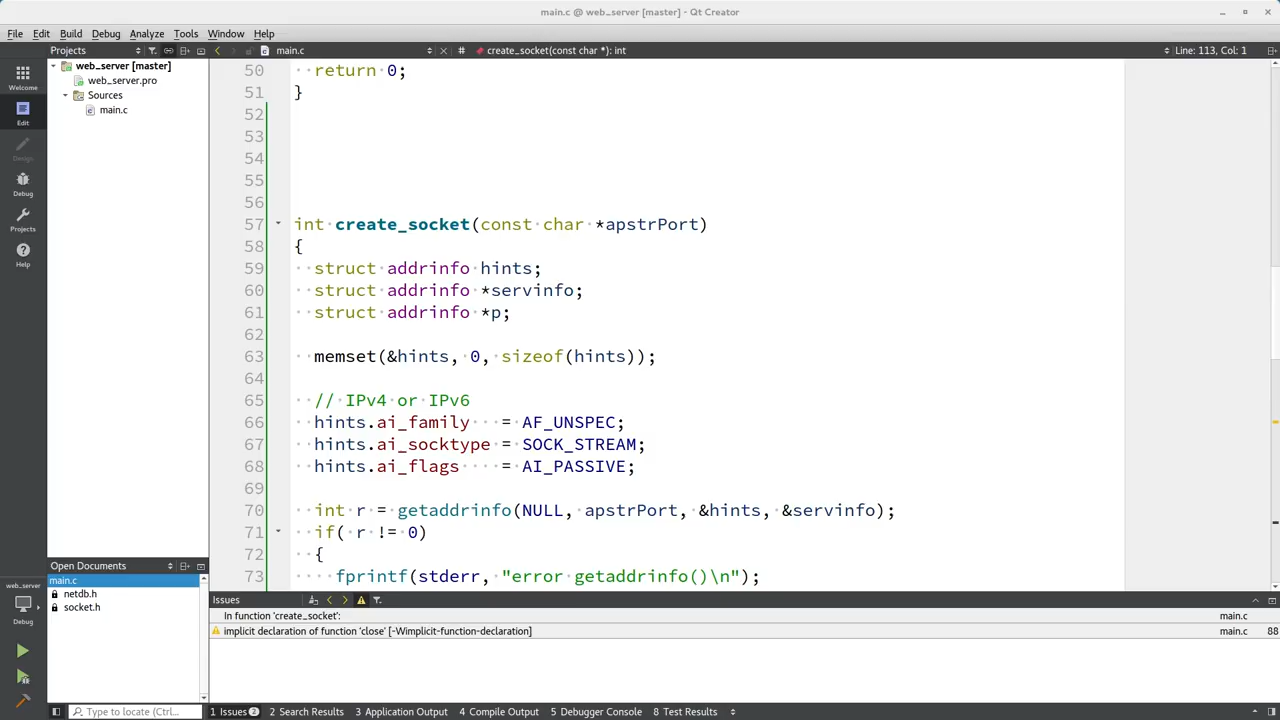 main.c @ web_server [master] - Qt Creator
File Edit Build Debug Analyze Tools Window Help
Projects main.c # create_socket(const char *): int Line: 113, Col: 1
web_server [master]
web_server.pro
Sources
main.c
Welcome
Edit
Design
Debug
Projects
Help
50 return 0;
51 }
52
53
54
55
56
57 int create_socket(const char *apstrPort)
58 {
59 struct addrinfo hints;
60 struct addrinfo *servinfo;
61 struct addrinfo *p;
62
63 memset(&hints, 0, sizeof(hints));
64
65 // IPv4 or IPv6
66 hints.ai_family = AF_UNSPEC;
67 hints.ai_socktype = SOCK_STREAM;
68 hints.ai_flags = AI_PASSIVE;
69
70 int r = getaddrinfo(NULL, apstrPort, &hints, &servinfo);
71 if( r != 0)
72 {
73 fprintf(stderr, "error getaddrinfo()\n");
Open Documents
main.c
netdb.h
socket.h
web_server
Debug
Issues
In function 'create_socket': main.c
implicit declaration of function 'close' [-Wimplicit-function-declaration] main.c 88
Type to locate (Ctrl... 1 Issues 2 2 Search Results 3 Application Output 4 Compile Output 5 Debugger Console 8 Test Results